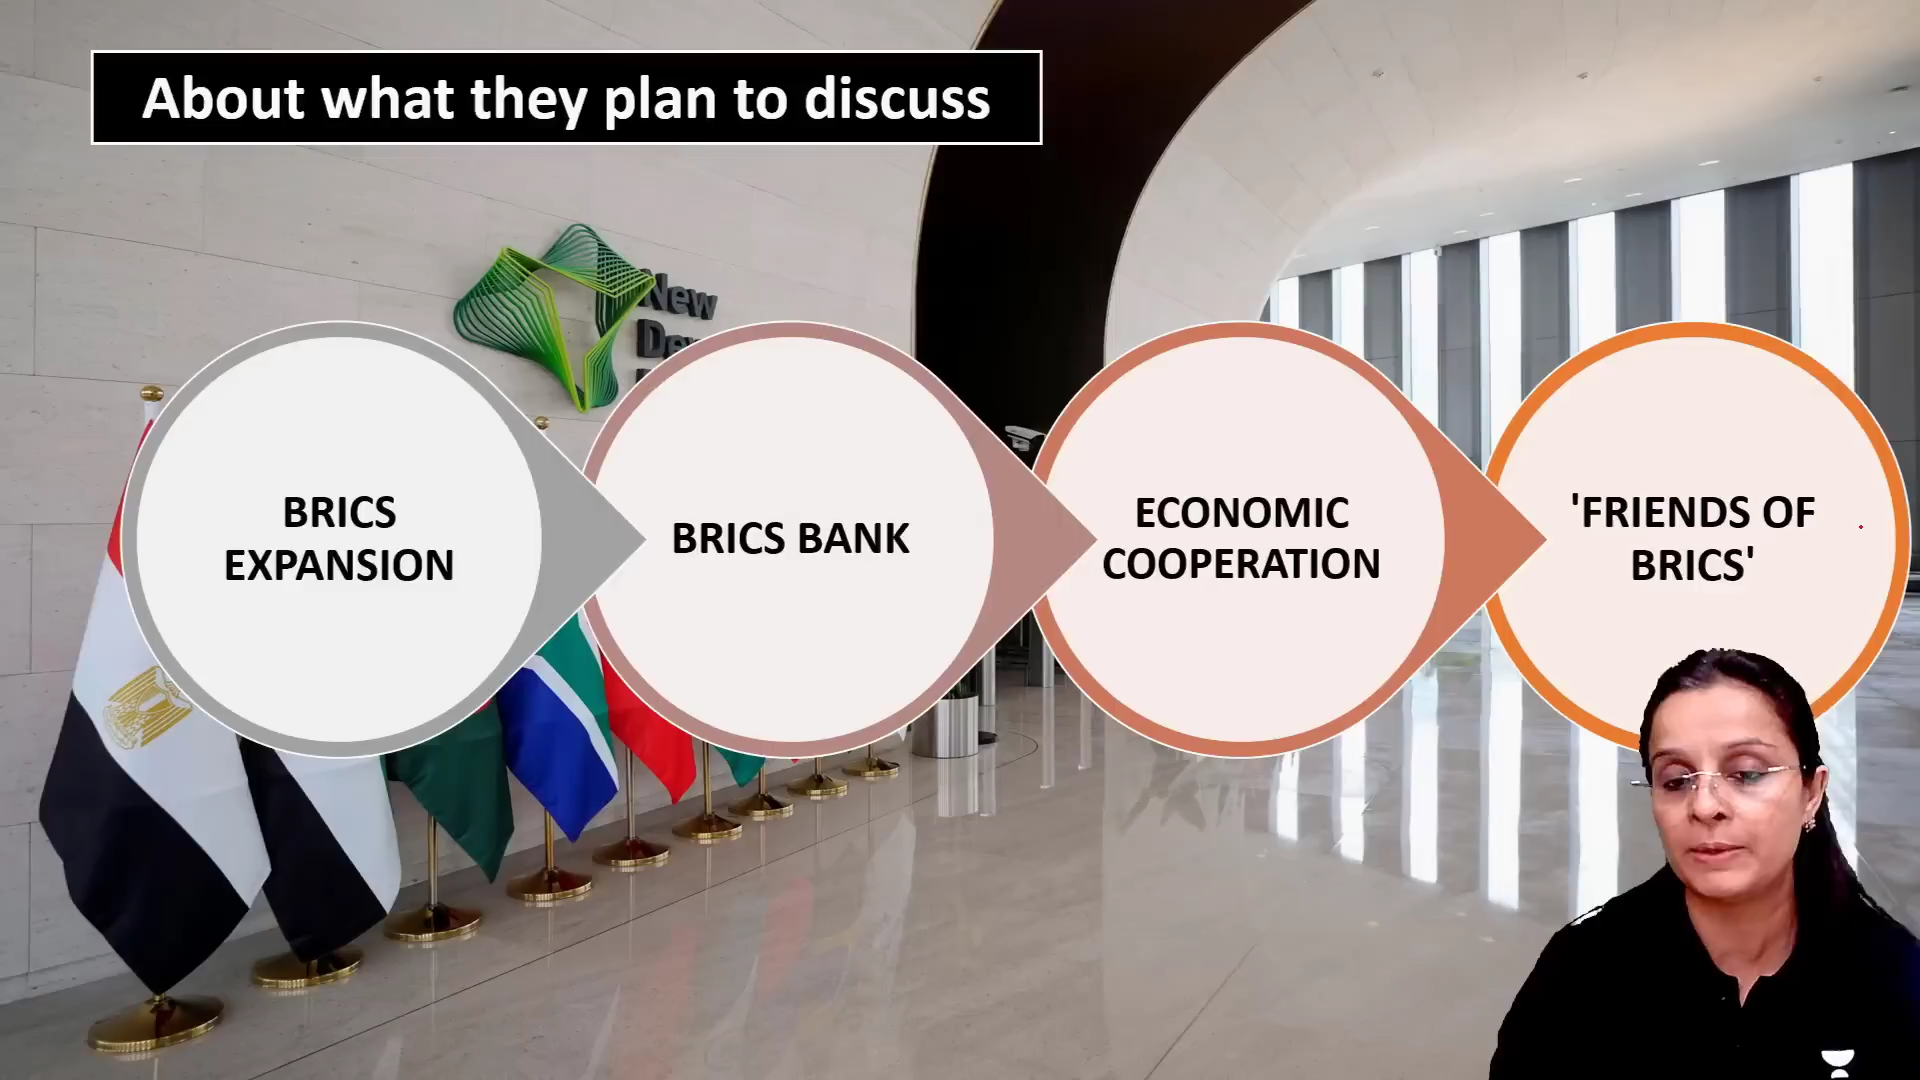 About what they plan to discuss
New
BRICS
EXPANSION
BRICS BANK
ECONOMIC
COOPERATION
'FRIENDS OF
BRICS'